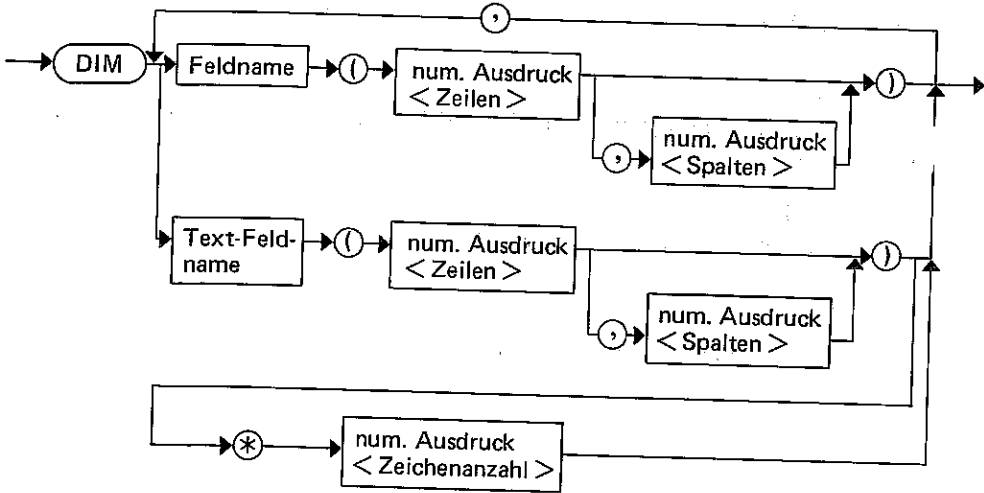 ,
DIM
Feldname
(
num. Ausdruck
< Zeilen >
)
,
num. Ausdruck
< Spalten >
Text-Feld-
name
(
num. Ausdruck
< Zeilen >
)
,
num. Ausdruck
< Spalten >
*
num. Ausdruck
< Zeichenanzahl >